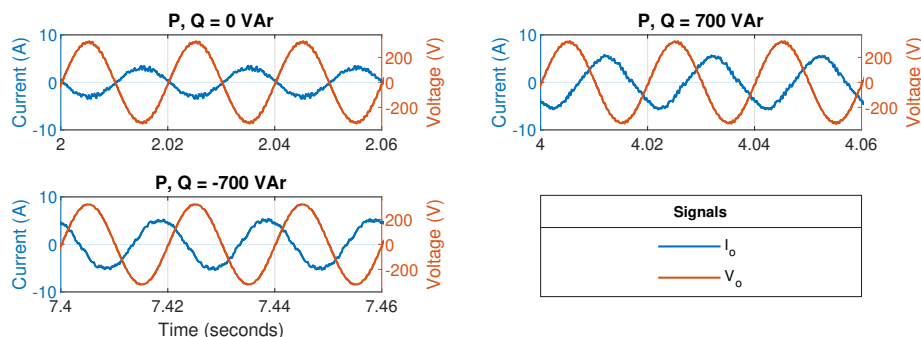 P, Q = 0 VAr
Current (A)
10
0
-10
Voltage (V)
200
0
-200
2
2.02
2.04
2.06
P, Q = 700 VAr
Current (A)
10
0
-10
Voltage (V)
200
0
-200
4
4.02
4.04
4.06
P, Q = -700 VAr
Current (A)
10
0
-10
Voltage (V)
200
0
-200
7.4
7.42
7.44
7.46
Time (seconds)
Signals
I_o
V_o